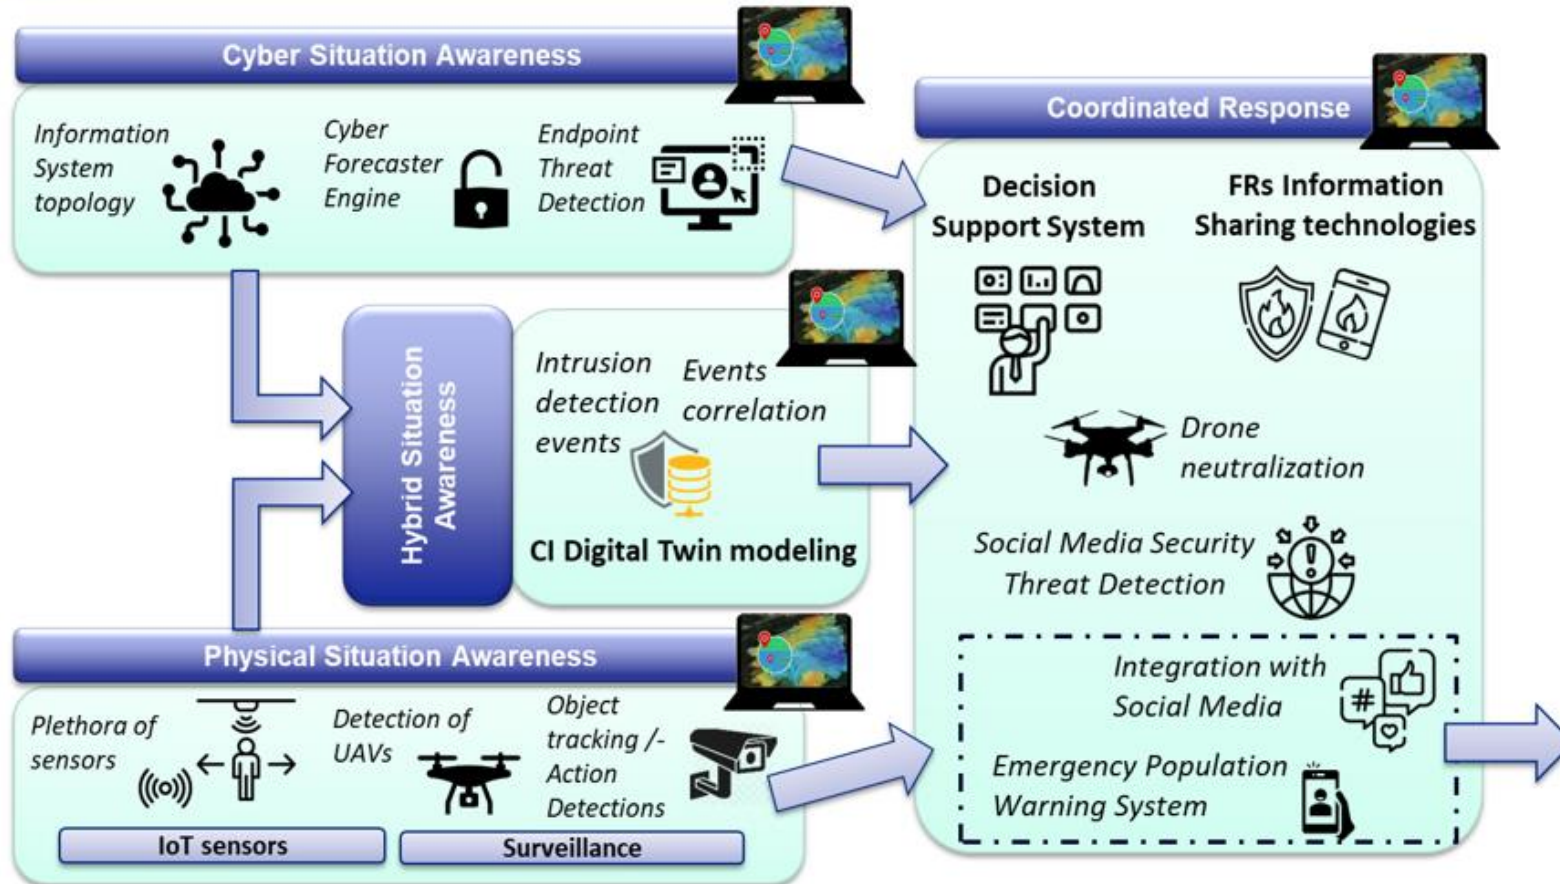 Cyber Situation Awareness
Information
System
topology
Cyber
Forecaster
Engine
Endpoint
Threat
Detection
Hybrid Situation
Awareness
Intrusion
detection
events
Events
correlation
CI Digital Twin modeling
Physical Situation Awareness
Plethora of
sensors
Detection of
UAVs
Object
tracking /-
Action
Detections
IoT sensors
Surveillance
Coordinated Response
Decision
Support System
FRs Information
Sharing technologies
Drone
neutralization
Social Media Security
Threat Detection
Integration with
Social Media
#
Emergency Population
Warning System